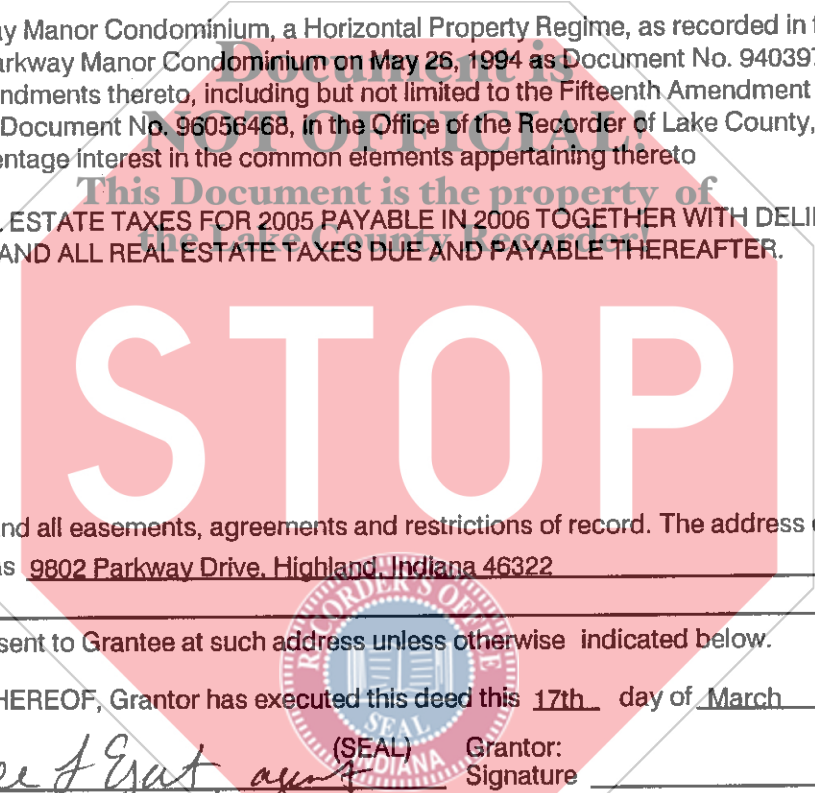 ay Manor Condominium, a Horizontal Property Regime, as recorded in t
arkway Manor Condominium on May 26, 1994 as Document No. 940397
Document is
ndments thereto, including but not limited to the Fifteenth Amendment
Document No. 96056468, in the Office of the Recorder of Lake County,
NOT OFFICIAL!
entage interest in the common elements appertaining thereto
This Document is the property of
ESTATE TAXES FOR 2005 PAYABLE IN 2006 TOGETHER WITH DELI
the Lake County Recorder!
AND ALL REAL ESTATE TAXES DUE AND PAYABLE THEREAFTER.
STOP
nd all easements, agreements and restrictions of record. The address
as 9802 Parkway Drive, Highland, Indiana 46322
RECORDER'S OFFICE
sent to Grantee at such address unless otherwise indicated below.
HEREOF, Grantor has executed this deed this 17th day of March
SEAL
INDIANA
agent (SEAL) Grantor:
Signature